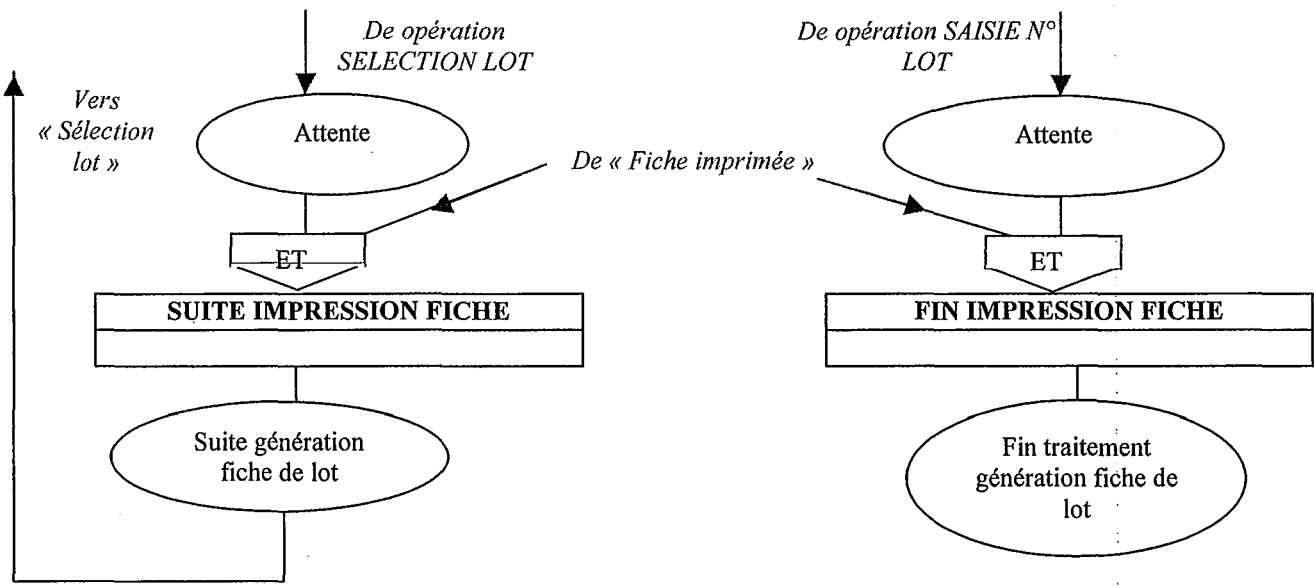 De opération
SELECTION LOT
De opération SAISIE N°
LOT
Vers
« Sélection
lot »
Attente
Attente
De « Fiche imprimée »
ET
ET
SUITE IMPRESSION FICHE
FIN IMPRESSION FICHE
Suite génération
fiche de lot
Fin traitement
génération fiche de
lot